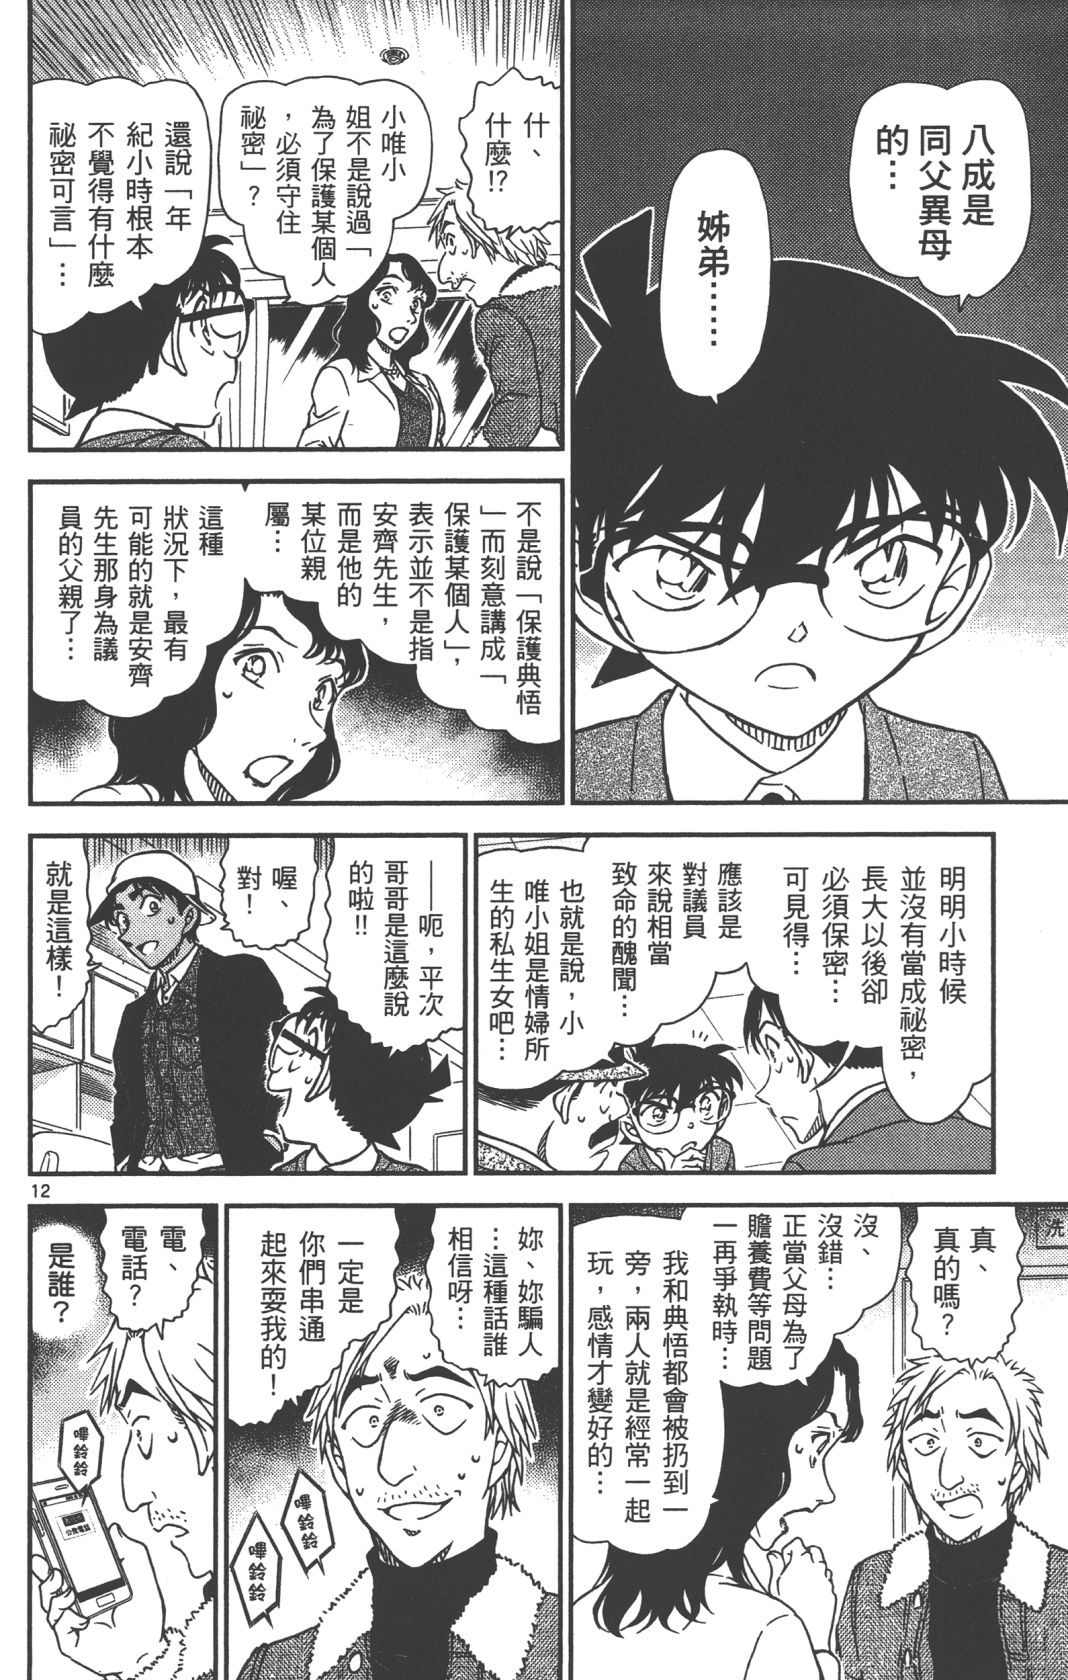 八成是
同父異母
的…
姊弟……
什、
什麼!?
小唯小
姐不是說過「
為了保護某個人
，必須守住
祕密」？
還說「年
紀小時根本
不覺得有什麼
祕密可言」…
不是說「保護典悟
」而刻意講成「
保護某個人」，
表示並不是指
安齊先生，
而是他的
某位親
屬…
這種
狀況下，最有
可能的就是安齊
先生那身為議
員的父親了…
明明小時候
並沒有當成祕密，
長大以後卻
必須保密…
可見得…
應該是
對議員
來說相當
致命的醜聞…
也就是說，小
唯小姐是情婦所
生的私生女吧…
——呃，平次
哥哥是這麼說
的啦!!
喔、
對！
就是這樣！
12
先
真、
真的嗎？
沒、
沒錯…
正當父母為了
贍養費等問題
一再爭執時…
我和典悟都會被扔到一
旁，兩人就是經常一起
玩，感情才變好的…
妳、妳騙人
…這種話誰
相信呀…
一定是
你們串通
起來耍我的！
嗶鈴鈴
嗶鈴鈴
電、
電話？
是誰？
嗶鈴鈴
公衆電話